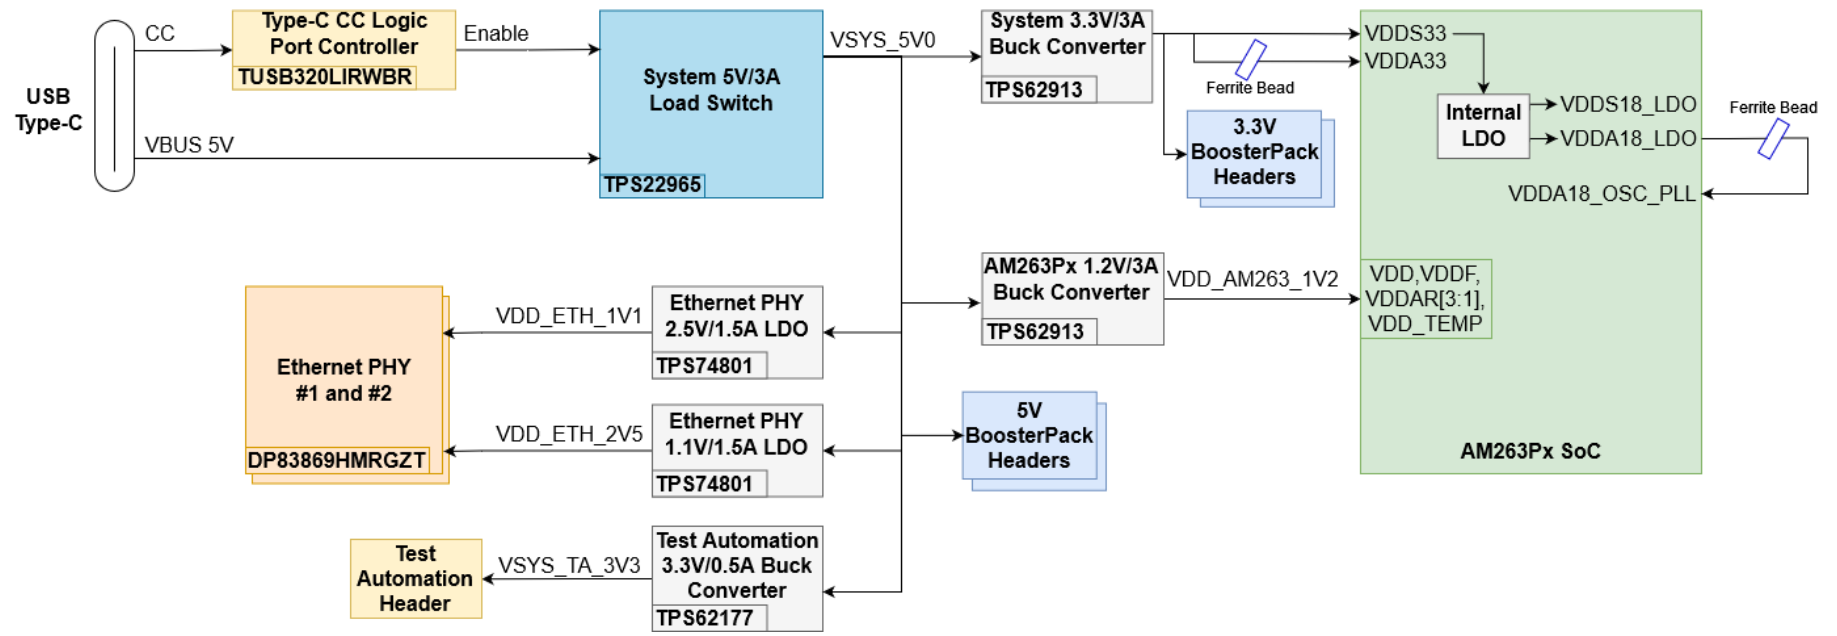 USB
Type-C
CC
Type-C CC Logic
Port Controller
TUSB320LIRWBR
Enable
VBUS 5V
System 5V/3A
Load Switch
TPS22965
VSYS_5V0
System 3.3V/3A
Buck Converter
TPS62913
Ferrite Bead
3.3V
BoosterPack
Headers
VDDS33
VDDA33
Internal
LDO
VDDS18_LDO
VDDA18_LDO
Ferrite Bead
VDDA18_OSC_PLL
AM263Px 1.2V/3A
Buck Converter
TPS62913
VDD_AM263_1V2
VDD,VDDF,
VDDAR[3:1],
VDD_TEMP
AM263Px SoC
Ethernet PHY
#1 and #2
DP83869HMRGZT
VDD_ETH_1V1
Ethernet PHY
2.5V/1.5A LDO
TPS74801
VDD_ETH_2V5
Ethernet PHY
1.1V/1.5A LDO
TPS74801
5V
BoosterPack
Headers
Test
Automation
Header
VSYS_TA_3V3
Test Automation
3.3V/0.5A Buck
Converter
TPS62177